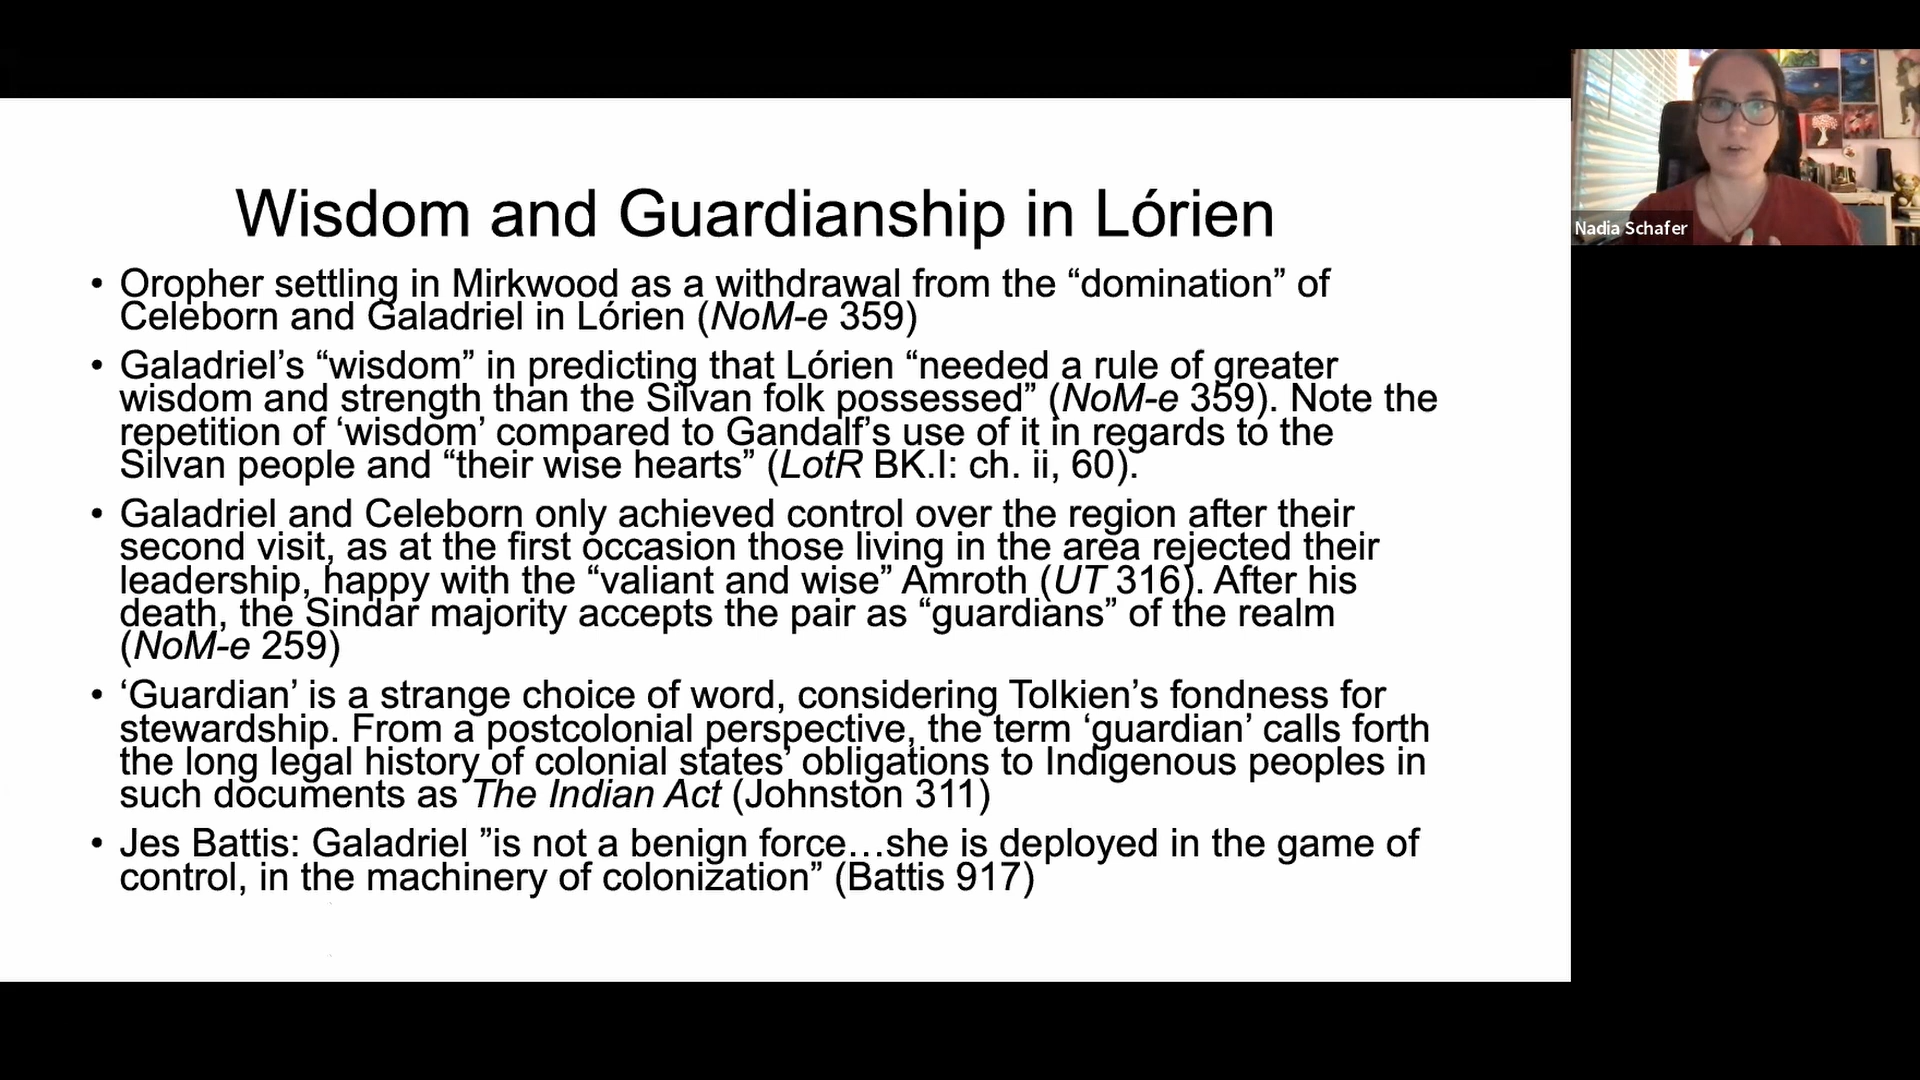 Wisdom and Guardianship in Lórien
• Oropher settling in Mirkwood as a withdrawal from the “domination” of
Celeborn and Galadriel in Lórien (NoM-e 359)
• Galadriel’s “wisdom” in predicting that Lórien “needed a rule of greater
wisdom and strength than the Silvan folk possessed” (NoM-e 359). Note the
repetition of ‘wisdom’ compared to Gandalf’s use of it in regards to the
Silvan people and “their wise hearts” (LotR BK.I: ch. ii, 60).
• Galadriel and Celeborn only achieved control over the region after their
second visit, as at the first occasion those living in the area rejected their
leadership, happy with the “valiant and wise” Amroth (UT 316). After his
death, the Sindar majority accepts the pair as “guardians” of the realm
(NoM-e 259)
• ‘Guardian’ is a strange choice of word, considering Tolkien’s fondness for
stewardship. From a postcolonial perspective, the term ‘guardian’ calls forth
the long legal history of colonial states’ obligations to Indigenous peoples in
such documents as The Indian Act (Johnston 311)
• Jes Battis: Galadriel ”is not a benign force…she is deployed in the game of
control, in the machinery of colonization” (Battis 917)
Nadia Schafer